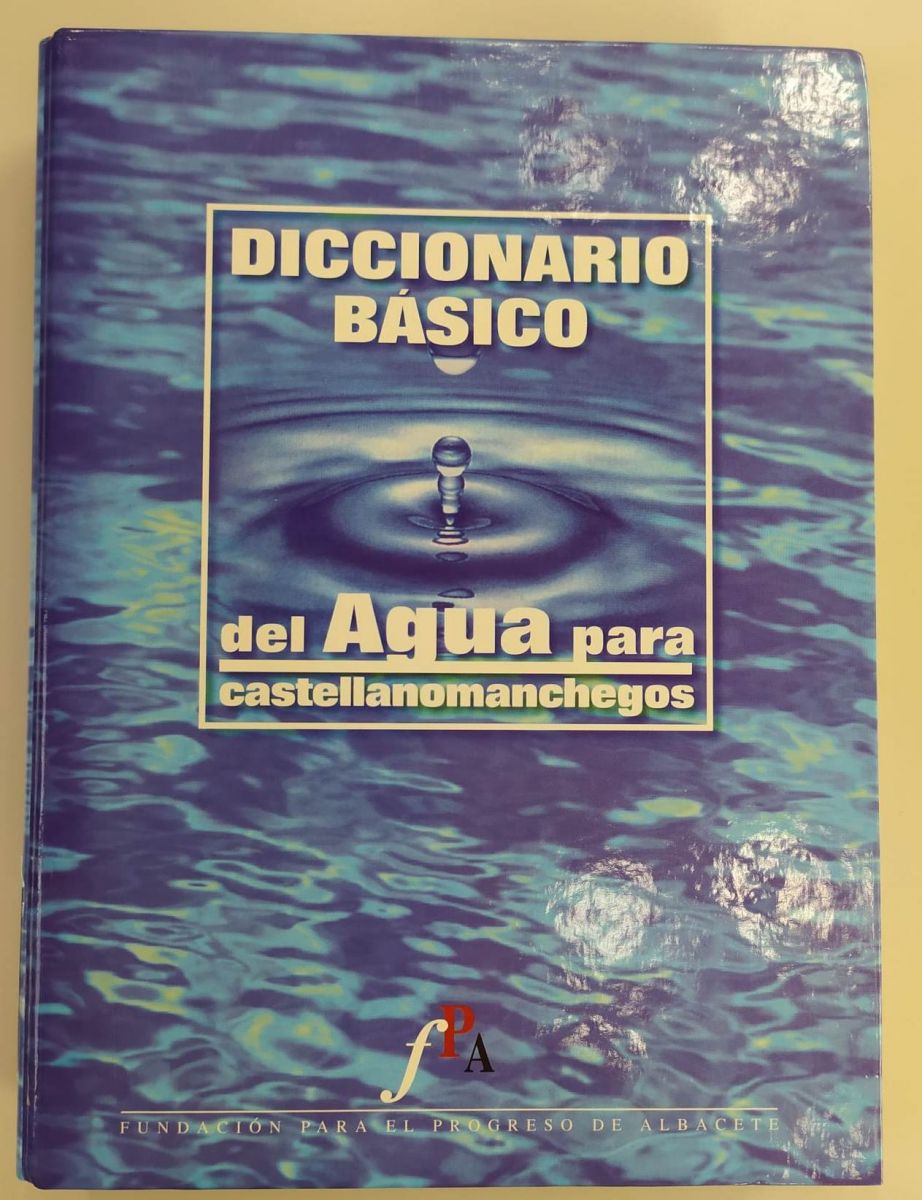 DICCIONARIO
BÁSICO
del Agua para
castellanomanchegos
fPA
FUNDACIÓN PARA EL PROGRESO DE ALBACETE